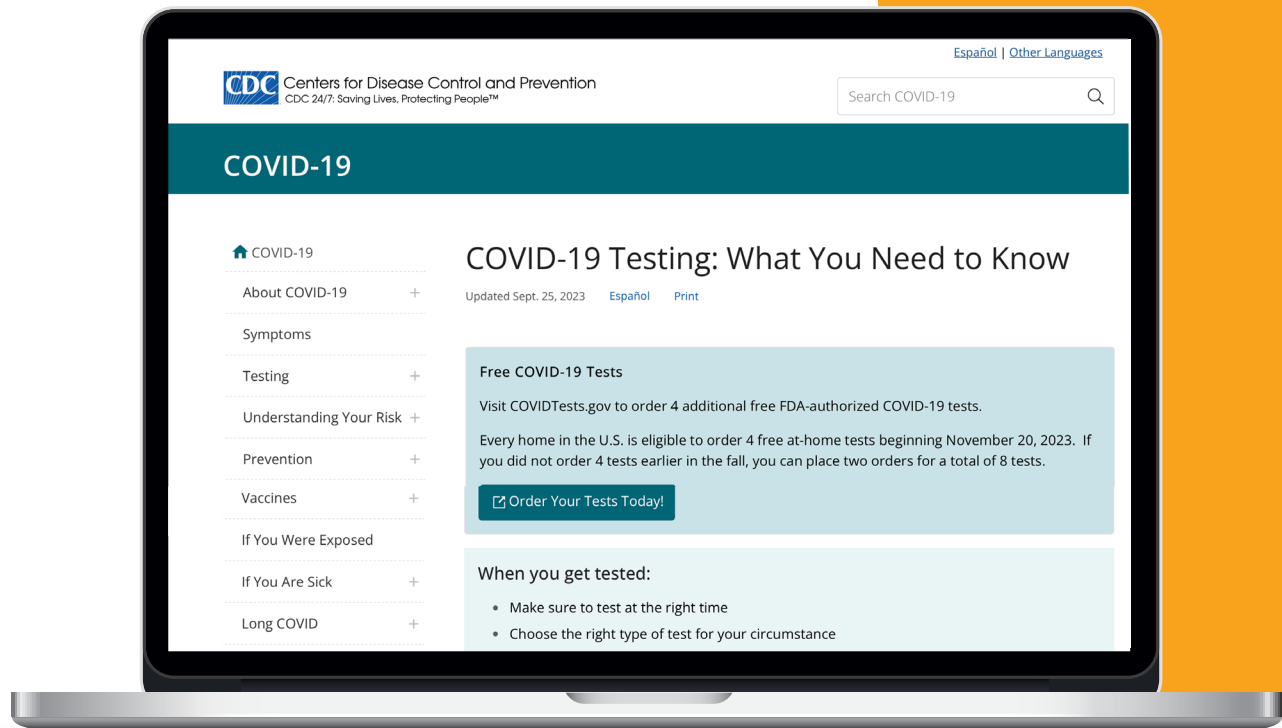 Español | Other Languages
CDC Centers for Disease Control and Prevention
CDC 24/7: Saving Lives, Protecting People™
Search COVID-19
COVID-19
COVID-19
About COVID-19
Symptoms
Testing
Understanding Your Risk
Prevention
Vaccines
If You Were Exposed
If You Are Sick
Long COVID
COVID-19 Testing: What You Need to Know
Updated Sept. 25, 2023 Español Print
Free COVID-19 Tests
Visit COVIDTests.gov to order 4 additional free FDA-authorized COVID-19 tests.
Every home in the U.S. is eligible to order 4 free at-home tests beginning November 20, 2023. If
you did not order 4 tests earlier in the fall, you can place two orders for a total of 8 tests.
Order Your Tests Today!
When you get tested:
• Make sure to test at the right time
• Choose the right type of test for your circumstance